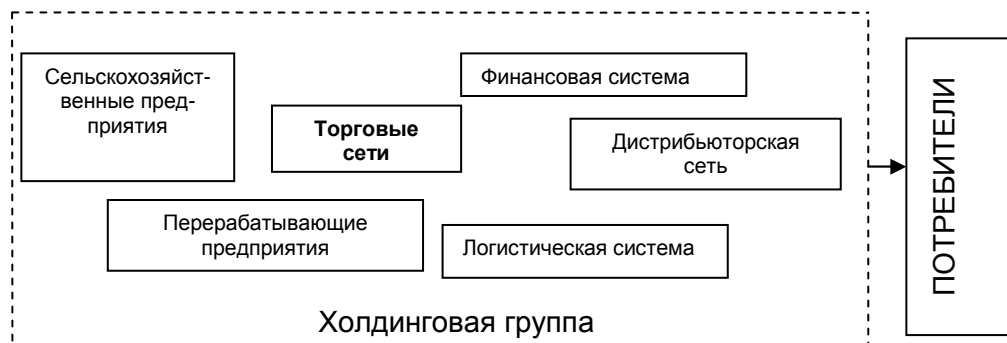 Сельскохозяйст-
венные пред-
приятия
Финансовая система
Торговые
сети
Дистрибьюторская
сеть
Перерабатывающие
предприятия
Логистическая система
Холдинговая группа
ПОТРЕБИТЕЛИ